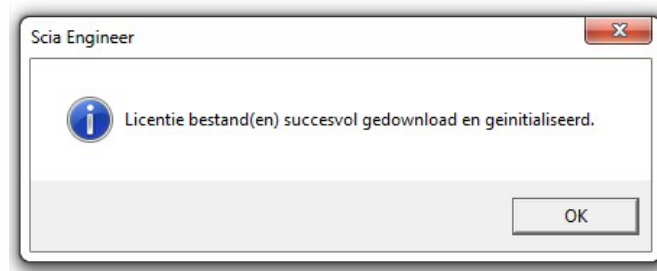 Scia Engineer
Licentie bestand(en) succesvol gedownload en geinitialiseerd.
OK